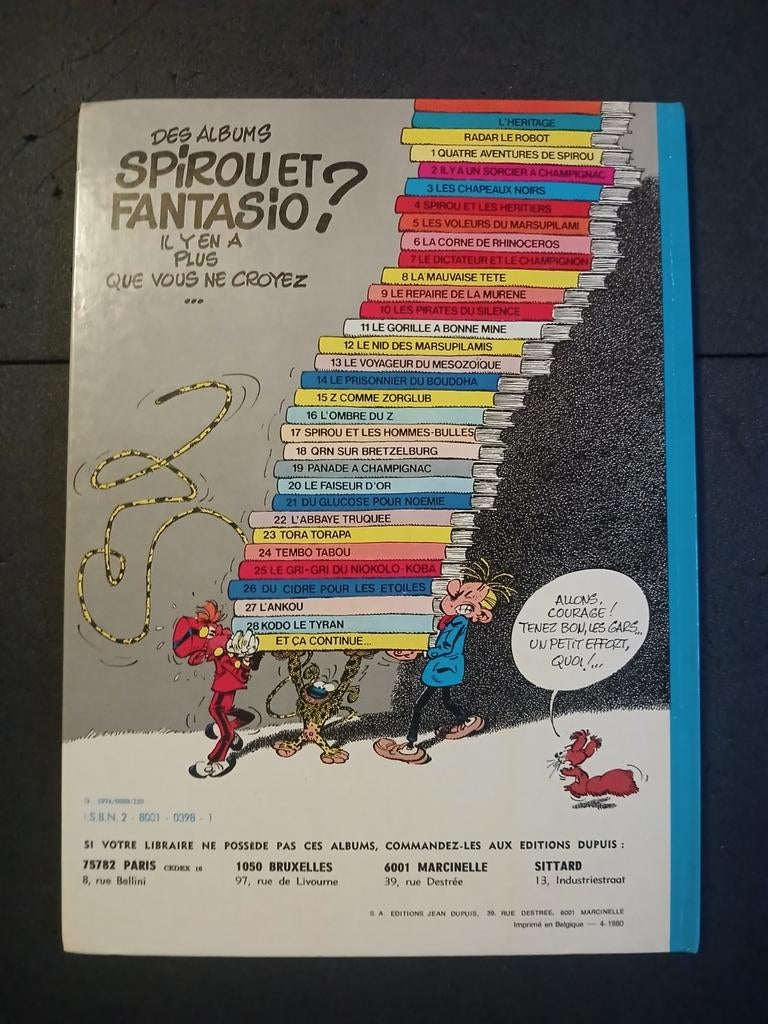 DES ALBUMS
SPIROU ET
FANTASIO?
IL Y EN A
PLUS
QUE VOUS NE CROYEZ
...
L'HERITAGE
RADAR LE ROBOT
1 QUATRE AVENTURES DE SPIROU
2 IL Y A UN SORCIER A CHAMPIGNAC
3 LES CHAPEAUX NOIRS
4 SPIROU ET LES HERITIERS
5 LES VOLEURS DU MARSUPILAMI
6 LA CORNE DE RHINOCEROS
7 LE DICTATEUR ET LE CHAMPIGNON
8 LA MAUVAISE TETE
9 LE REPAIRE DE LA MURENE
10 LES PIRATES DU SILENCE
11 LE GORILLE A BONNE MINE
12 LE NID DES MARSUPILAMIS
13 LE VOYAGEUR DU MESOZOÏQUE
14 LE PRISONNIER DU BOUDDHA
15 Z COMME ZORGLUB
16 L'OMBRE DU Z
17 SPIROU ET LES HOMMES-BULLES
18 QRN SUR BRETZELBURG
19 PANADE A CHAMPIGNAC
20 LE FAISEUR D'OR
21 DU GLUCOSE POUR NOEMIE
22 L'ABBAYE TRUQUEE
23 TORA TORAPA
24 TEMBO TABOU
25 LE GRI-GRI DU NIOKOLO-KOBA
26 DU CIDRE POUR LES ETOILES
27 L'ANKOU
28 KODO LE TYRAN
ET ÇA CONTINUE...
ALLONS,
COURAGE!
TENEZ BON, LES GARS...
UN PETIT EFFORT,
QUOI!...
I.S.B.N. 2 - 8001 - 0398 - 1
SI VOTRE LIBRAIRE NE POSSEDE PAS CES ALBUMS, COMMANDEZ-LES AUX EDITIONS DUPUIS :
75782 PARIS CEDEX 16 1050 BRUXELLES 6001 MARCINELLE SITTARD
8, rue Bellini 97, rue de Livourne 39, rue Destrée 13, Industriestraat
S. A. EDITIONS JEAN DUPUIS, 39, RUE DESTREE, 6001 MARCINELLE
Imprimé en Belgique — 4-1980